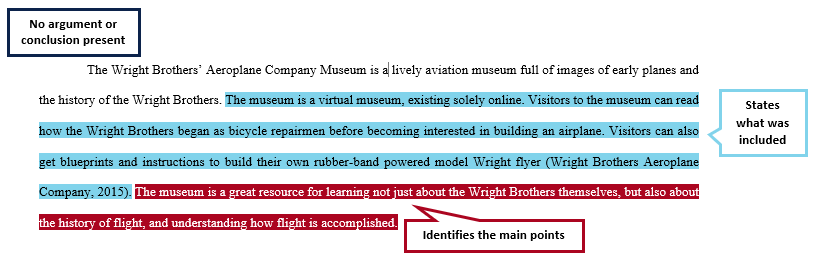 No argument or
conclusion present
The Wright Brothers’ Aeroplane Company Museum is a lively aviation museum full of images of early planes and
the history of the Wright Brothers. The museum is a virtual museum, existing solely online. Visitors to the museum can read
how the Wright Brothers began as bicycle repairmen before becoming interested in building an airplane. Visitors can also
get blueprints and instructions to build their own rubber-band powered model Wright flyer (Wright Brothers Aeroplane
Company, 2015). The museum is a great resource for learning not just about the Wright Brothers themselves, but also about
the history of flight, and understanding how flight is accomplished.
States
what was
included
Identifies the main points